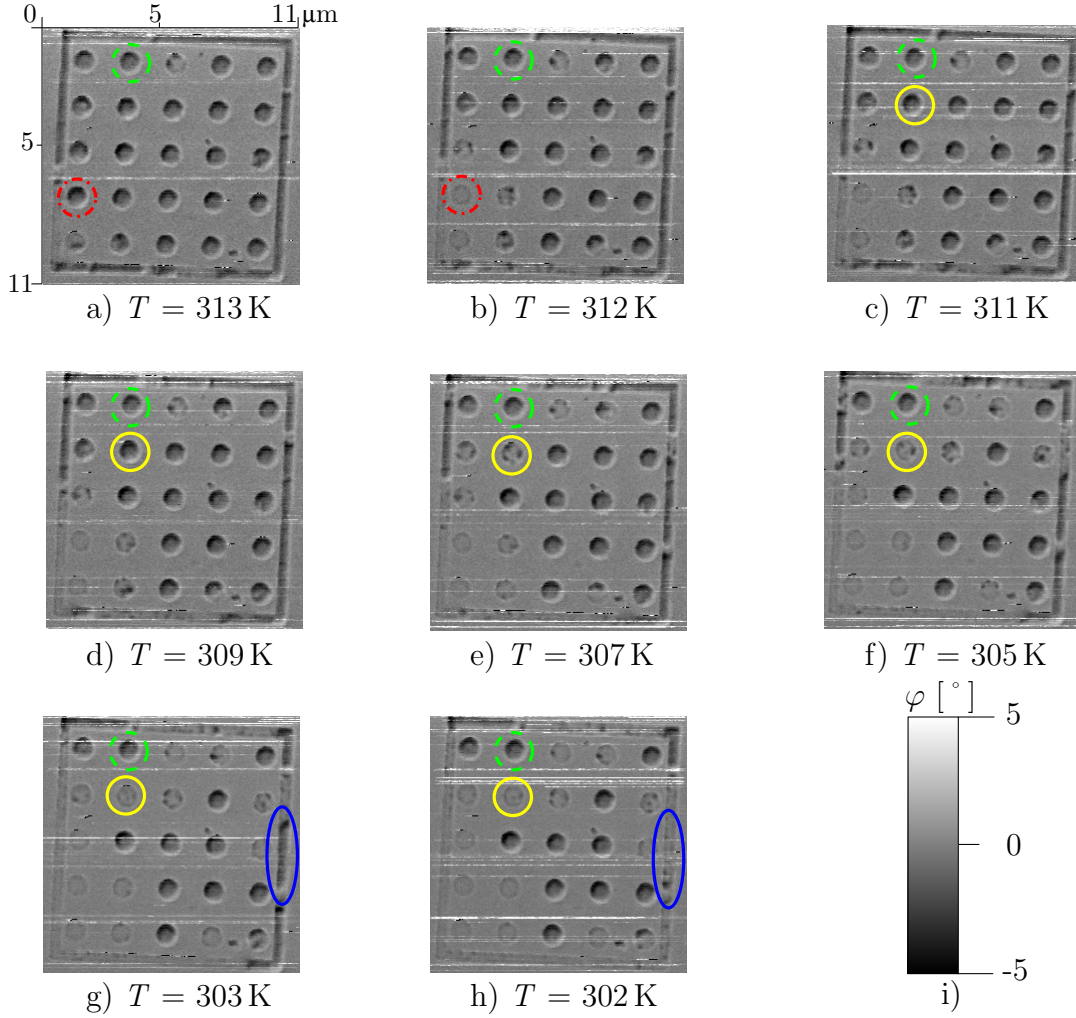 0 5 11 μm
5
11
a) T = 313 K
b) T = 312 K
c) T = 311 K
d) T = 309 K
e) T = 307 K
f) T = 305 K
φ [ ° ]
5
0
-5
g) T = 303 K
h) T = 302 K
i)